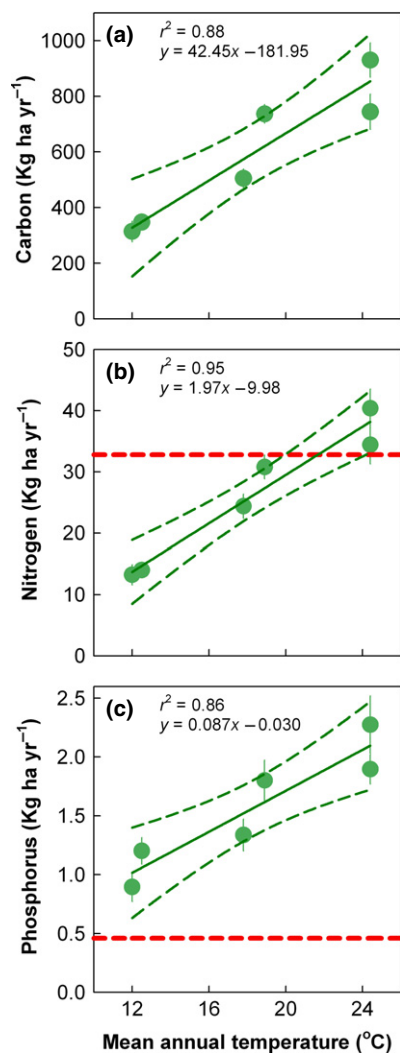 (a)
r² = 0.88
y = 42.45x −181.95
1000
800
600
400
200
0
Carbon (Kg ha yr⁻¹)
(b)
r² = 0.95
y = 1.97x −9.98
50
40
30
20
10
0
Nitrogen (Kg ha yr⁻¹)
(c)
r² = 0.86
y = 0.087x −0.030
2.5
2.0
1.5
1.0
0.5
0.0
Phosphorus (Kg ha yr⁻¹)
12 16 20 24
Mean annual temperature (°C)